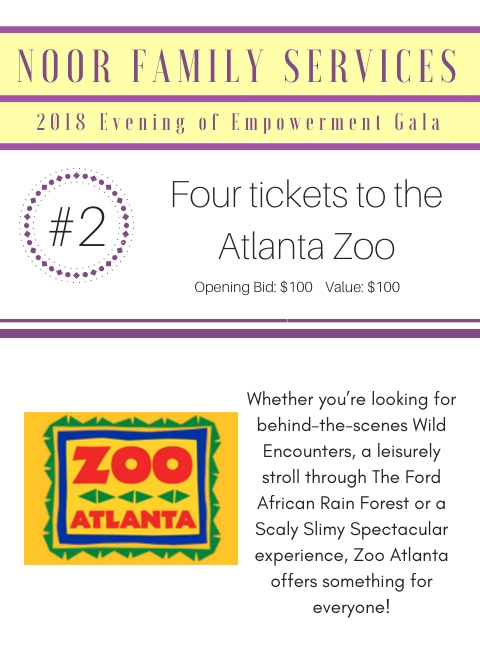 NOOR FAMILY SERVICES
2018 Evening of Empowerment Gala
#2
Four tickets to the
Atlanta Zoo
Opening Bid: $100 Value: $100
ZOO
ATLANTA
Whether you're looking for
behind-the-scenes Wild
Encounters, a leisurely
stroll through The Ford
African Rain Forest or a
Scaly Slimy Spectacular
experience, Zoo Atlanta
offers something for
everyone!